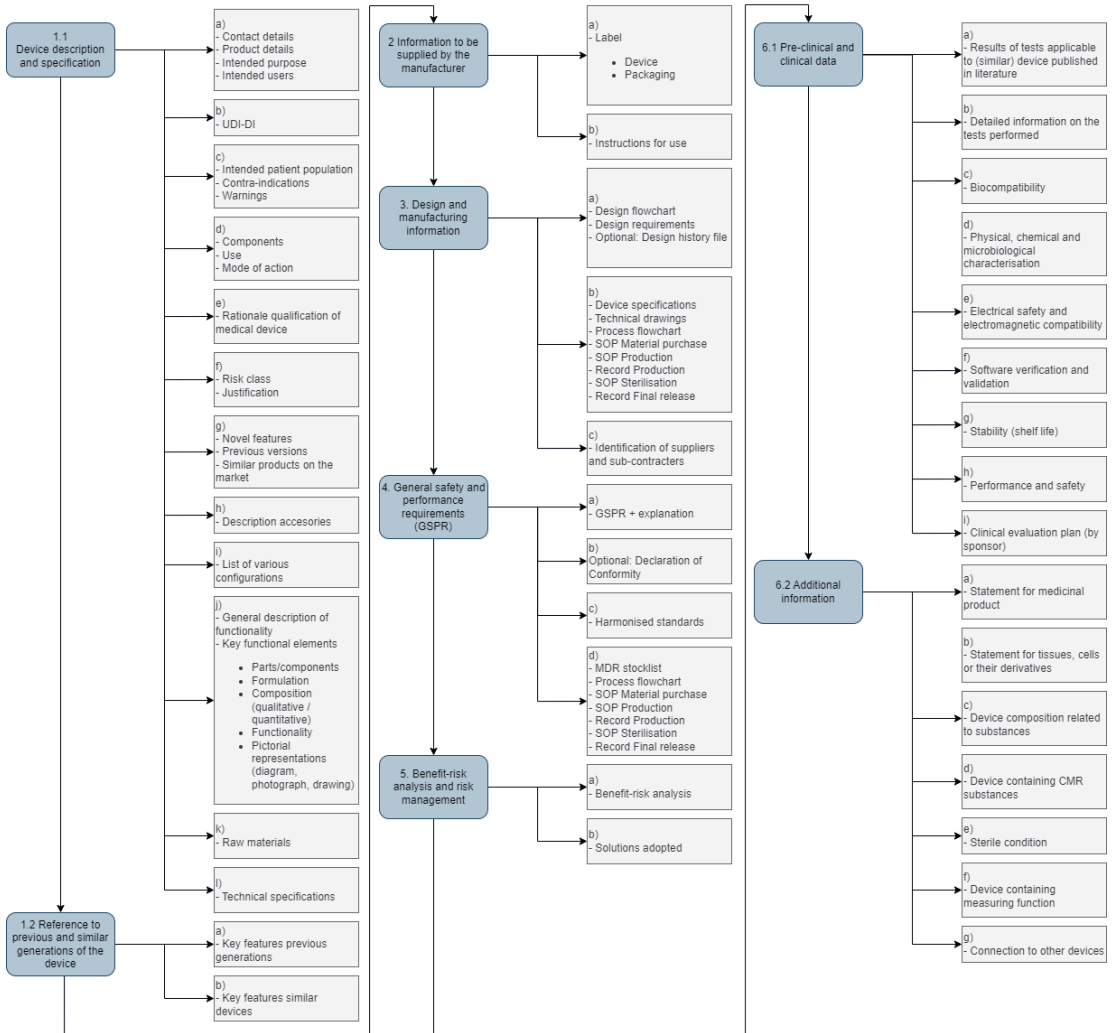 1.1
Device description
and specification
a)
- Contact details
- Product details
- Intended purpose
- Intended users
b)
- UDI-DI
c)
- Intended patient population
- Contra-indications
- Warnings
d)
- Components
- Use
- Mode of action
e)
- Rationale qualification of
medical device
f)
- Risk class
- Justification
g)
- Novel features
- Previous versions
- Similar products on the
market
h)
- Description accesories
i)
- List of various
configurations
j)
- General description of
functionality
- Key functional elements
• Parts/components
• Formulation
• Composition
(qualitative /
quantitative)
• Functionality
• Pictorial
representations
(diagram,
photograph, drawing)
k)
- Raw materials
l)
- Technical specifications
1.2 Reference to
previous and similar
generations of the
device
a)
- Key features previous
generations
b)
- Key features similar
devices
2 Information to be
supplied by the
manufacturer
a)
- Label
• Device
• Packaging
b)
- Instructions for use
3. Design and
manufacturing
information
a)
- Design flowchart
- Design requirements
- Optional: Design history file
b)
- Device specifications
- Technical drawings
- Process flowchart
- SOP Material purchase
- SOP Production
- Record Production
- SOP Sterilisation
- Record Final release
c)
- Identification of suppliers
and sub-contracters
4. General safety and
performance
requirements
(GSPR)
a)
- GSPR + explanation
b)
Optional: Declaration of
Conformity
c)
- Harmonised standards
d)
- MDR stocklist
- Process flowchart
- SOP Material purchase
- SOP Production
- Record Production
- SOP Sterilisation
- Record Final release
5. Benefit-risk
analysis and risk
management
a)
- Benefit-risk analysis
b)
- Solutions adopted
6.1 Pre-clinical and
clinical data
a)
- Results of tests applicable
to (similar) device published
in literature
b)
- Detailed information on the
tests performed
c)
- Biocompatibility
d)
- Physical, chemical and
microbiological
characterisation
e)
- Electrical safety and
electromagnetic compatibility
f)
- Software verification and
validation
g)
- Stability (shelf life)
h)
- Performance and safety
i)
- Clinical evaluation plan (by
sponsor)
6.2 Additional
information
a)
- Statement for medicinal
product
b)
- Statement for tissues, cells
or their derivatives
c)
- Device composition related
to substances
d)
- Device containing CMR
substances
e)
- Sterile condition
f)
- Device containing
measuring function
g)
- Connection to other devices